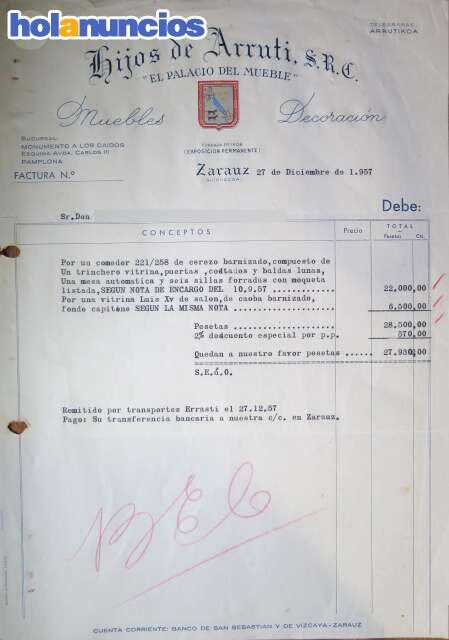 holanuncios
TELEGRAMAS:
ARRUTIKOA
Hijos de Arruti, S.R.C.
"EL PALACIO DEL MUEBLE"
Muebles Decoración
SUCURSAL:
MONUMENTO A LOS CAIDOS
ESQUINA AVDA. CARLOS III
PAMPLONA
(EXPOSICIÓN PERMANENTE)
FACTURA N.º
Zarauz 27 de Diciembre de 1.957
GUIPUZCOA
Debe:
Sr.Don
CONCEPTOS Precio TOTAL
Pesetas Cts.
Por un comedor 221/258 de cerezo barnizado, compuesto de
Un trinchero vitrina, puertas ,costados y baldas lunas,
Una mesa automatica y seis sillas forradas con moqueta
listada, SEGUN NOTA DE ENCARGO DEL 10.9.57 ........... 22,000,00
Por una vitrina Luis Xv de salon, de caoba barnizado,
fondo capitone SEGUN LA MISMA NOTA ................... 6,500,00
Pesetas .................. 28,500,00
2% descuento especial por p.p. 570,00
Quedan a nuestro favor pesetas ...... 27.930,00
S.E.ú.O.
Remitido por transportes Errasti el 27.12.57
Pago: Su transferencia bancaria a nuestra c/c. en Zarauz.
CUENTA CORRIENTE: BANCO DE SAN SEBASTIAN Y DE VIZCAYA - ZARAUZ